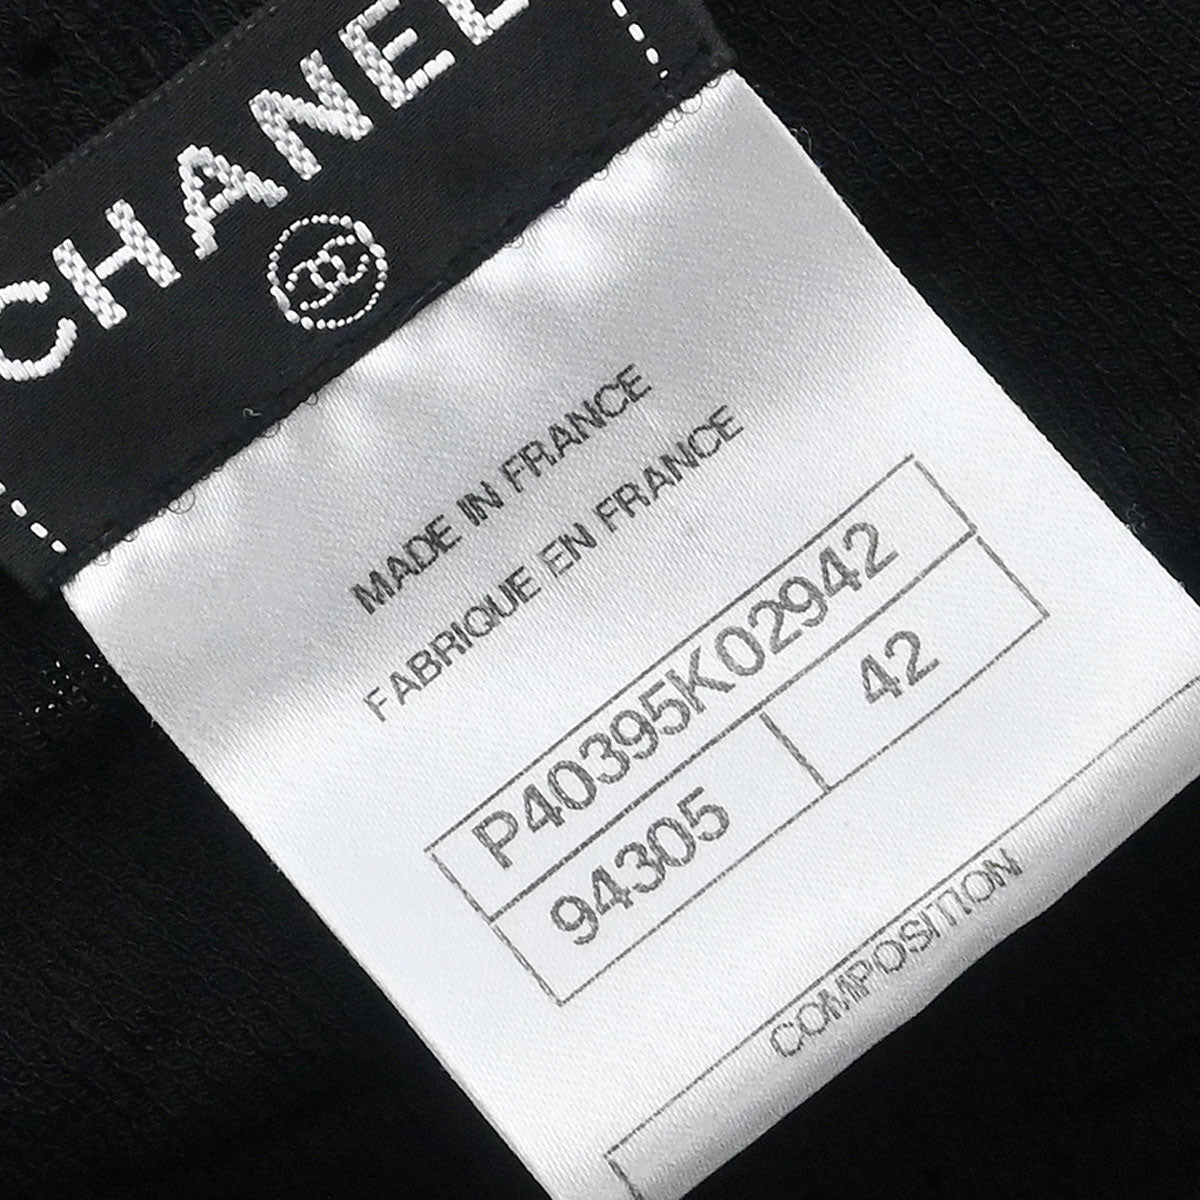 CHANEL
MADE IN FRANCE
FABRIQUE EN FRANCE
P40395K02942
94305 42
COMPOSITION